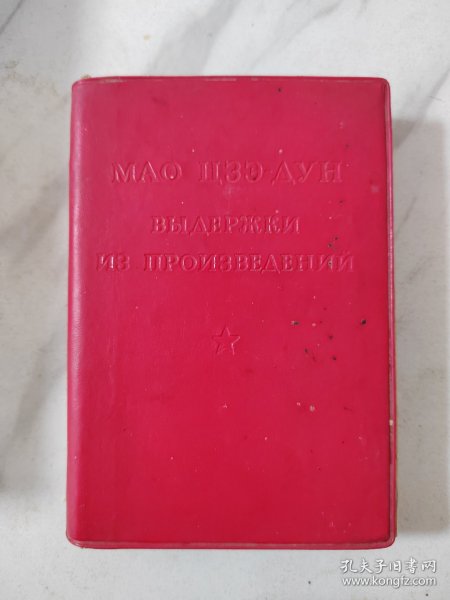 МАО ЦЗЭ-ДУН
ВЫДЕРЖКИ
ИЗ ПРОИЗВЕДЕНИЙ
孔夫子旧书网
www.kongfz.com